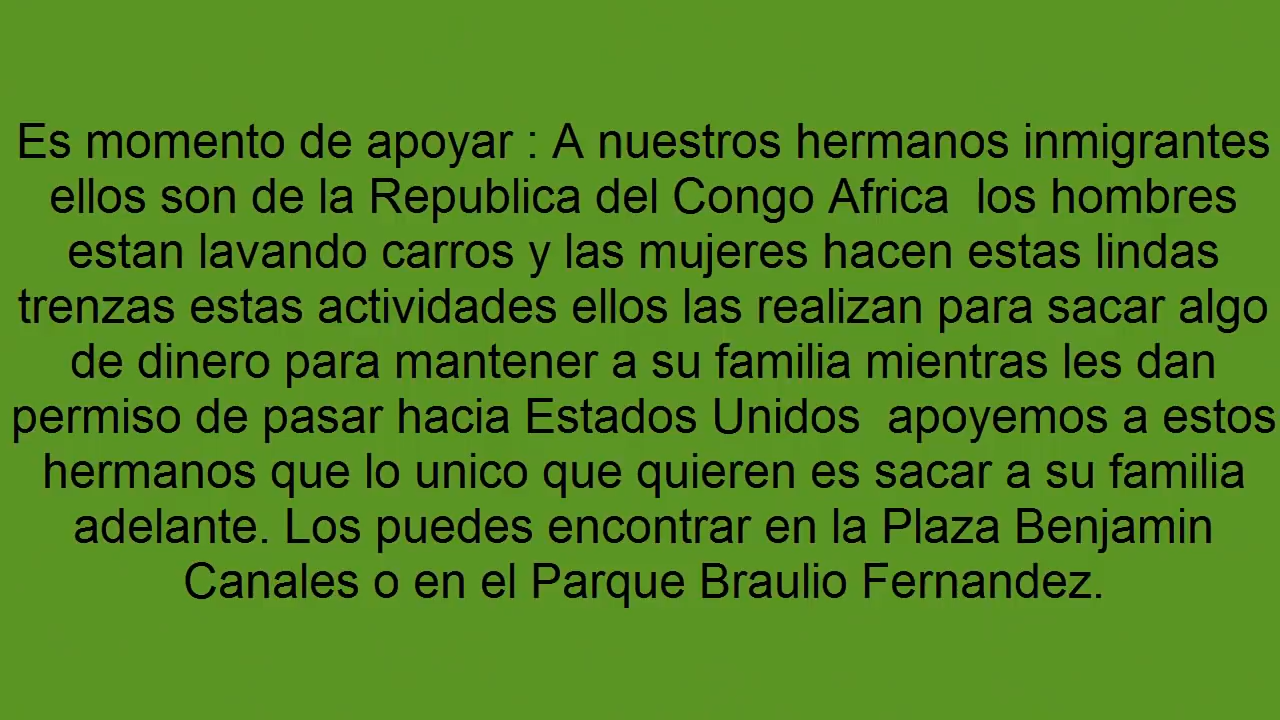 Es momento de apoyar : A nuestros hermanos inmigrantes
ellos son de la Republica del Congo Africa  los hombres
estan lavando carros y las mujeres hacen estas lindas
trenzas estas actividades ellos las realizan para sacar algo
de dinero para mantener a su familia mientras les dan
permiso de pasar hacia Estados Unidos  apoyemos a estos
hermanos que lo unico que quieren es sacar a su familia
adelante. Los puedes encontrar en la Plaza Benjamin
Canales o en el Parque Braulio Fernandez.